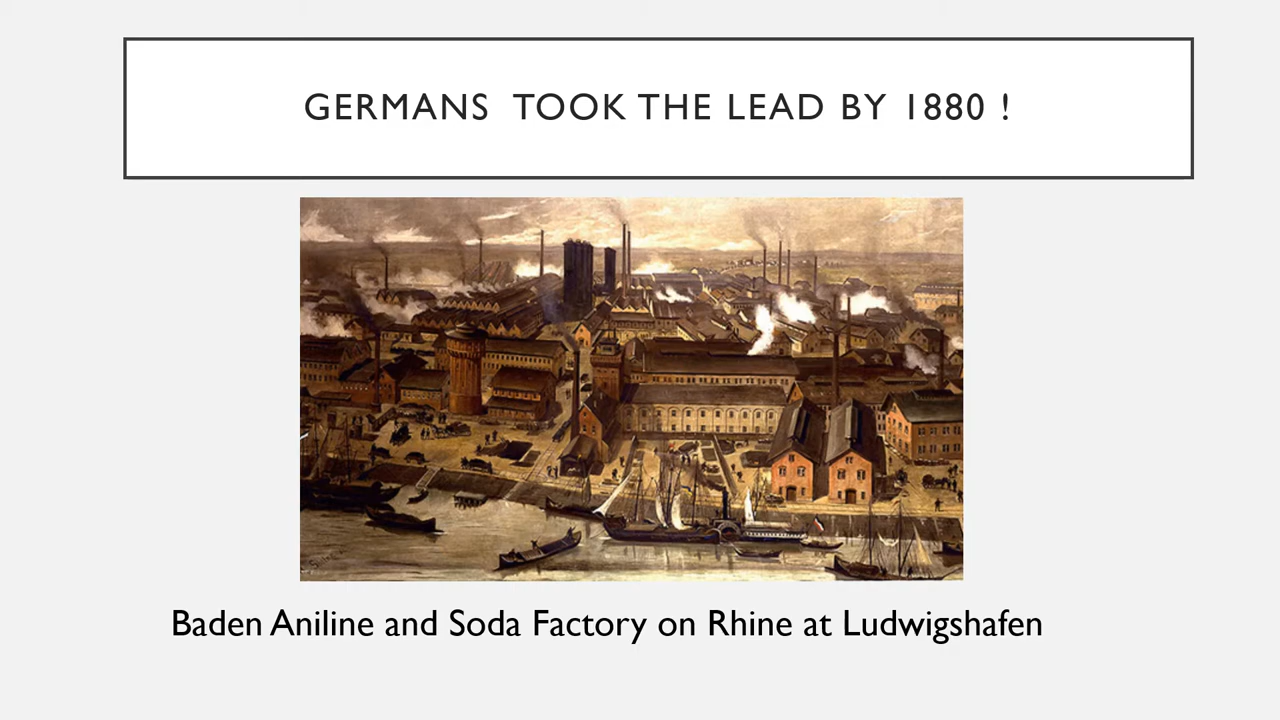 GERMANS TOOK THE LEAD BY 1880 !
Baden Aniline and Soda Factory on Rhine at Ludwigshafen